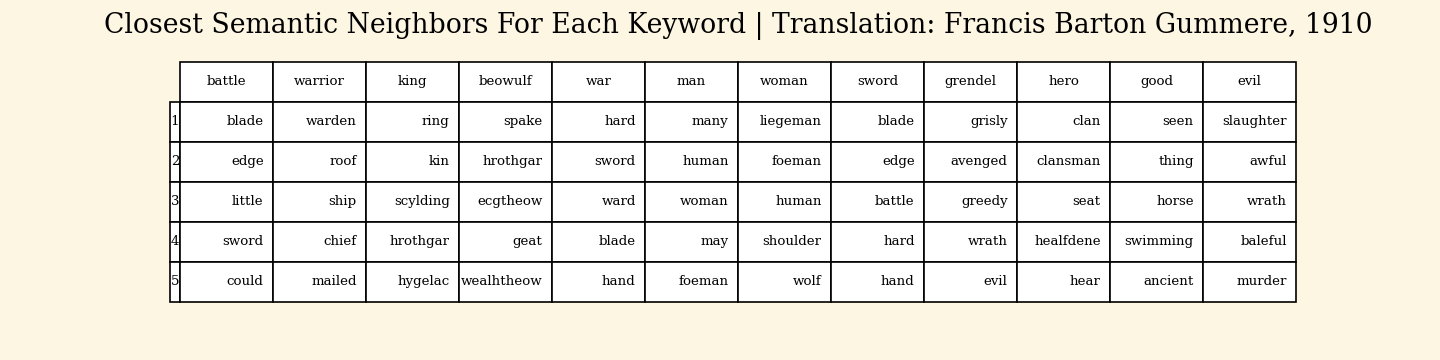 Closest Semantic Neighbors For Each Keyword | Translation: Francis Barton Gummere, 1910
battle warrior king beowulf war man woman sword grendel hero good evil
1 blade warden ring spake hard many liegeman blade grisly clan seen slaughter
2 edge roof kin hrothgar sword human foeman edge avenged clansman thing awful
3 little ship scylding ecgtheow ward woman human battle greedy seat horse wrath
4 sword chief hrothgar geat blade may shoulder hard wrath healfdene swimming baleful
5 could mailed hygelac wealhtheow hand foeman wolf hand evil hear ancient murder